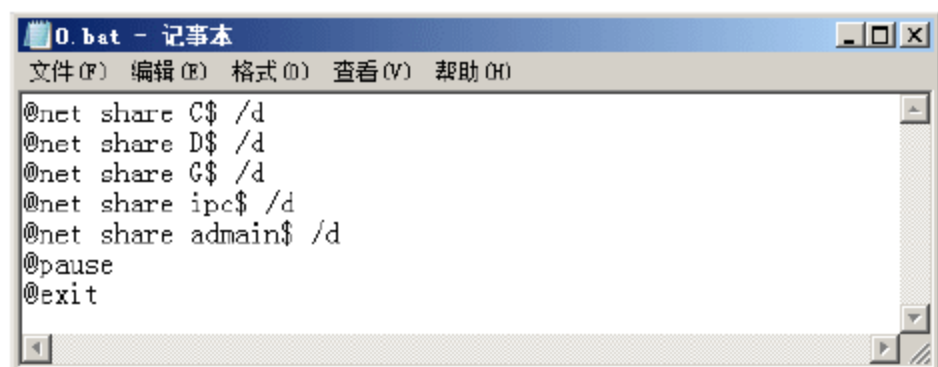 0.bat - 记事本
文件(F) 编辑(E) 格式(O) 查看(V) 帮助(H)
@net share C$ /d
@net share D$ /d
@net share G$ /d
@net share ipc$ /d
@net share admain$ /d
@pause
@exit